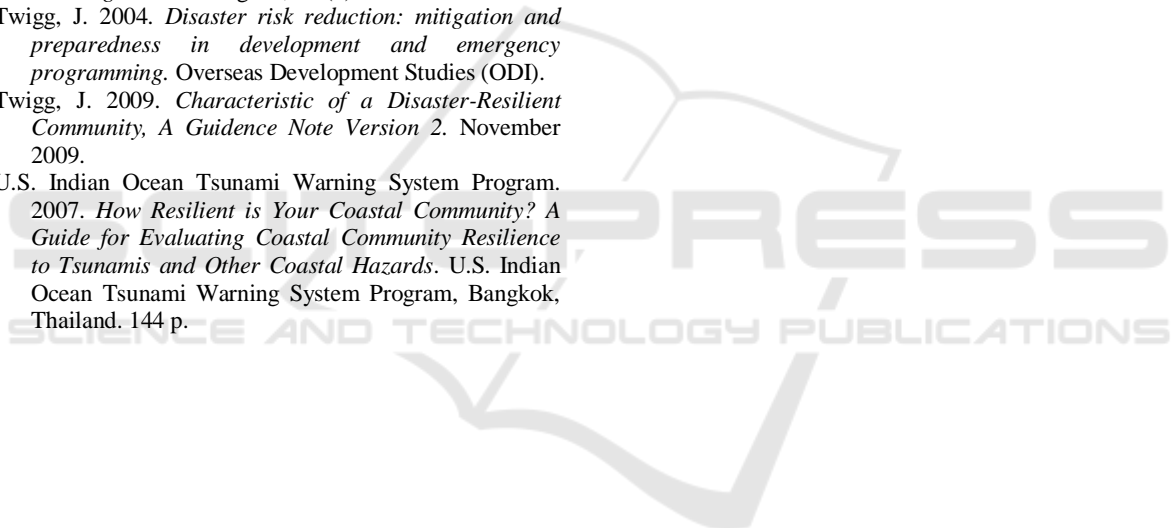 Twigg, J. 2004. Disaster risk reduction: mitigation and
preparedness in development and emergency
programming. Overseas Development Studies (ODI).
Twigg, J. 2009. Characteristic of a Disaster-Resilient
Community, A Guidence Note Version 2. November
2009.
U.S. Indian Ocean Tsunami Warning System Program.
2007. How Resilient is Your Coastal Community? A
Guide for Evaluating Coastal Community Resilience
to Tsunamis and Other Coastal Hazards. U.S. Indian
Ocean Tsunami Warning System Program, Bangkok,
Thailand. 144 p.
SCITEPRESS
SCIENCE AND TECHNOLOGY PUBLICATIONS